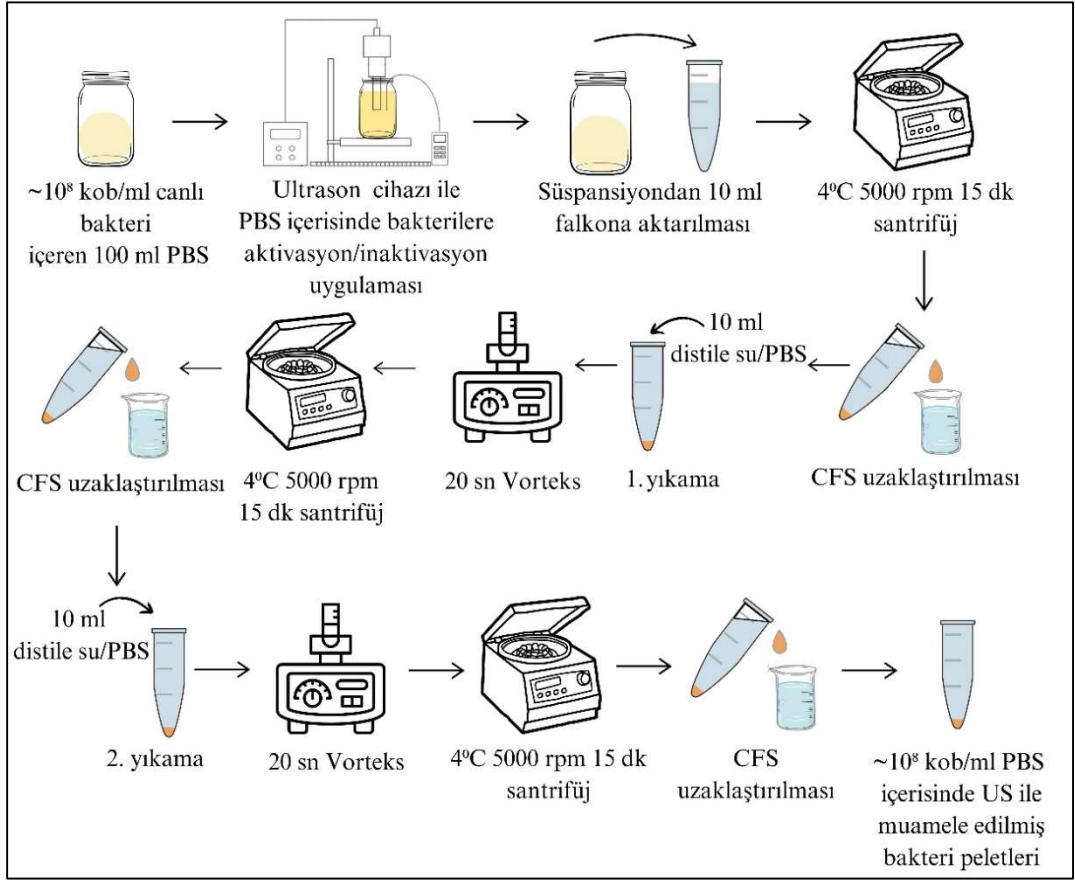 ~10⁸ kob/ml canlı
bakteri
içeren 100 ml PBS
Ultrason cihazı ile
PBS içerisinde bakterilere
aktivasyon/inaktivasyon
uygulaması
Süspansiyondan 10 ml
falkona aktarılması
4⁰C 5000 rpm 15 dk
santrifüj
CFS uzaklaştırılması
10 ml
distile su/PBS
1. yıkama
20 sn Vorteks
4⁰C 5000 rpm
15 dk santrifüj
CFS uzaklaştırılması
10 ml
distile su/PBS
2. yıkama
20 sn Vorteks
4⁰C 5000 rpm 15 dk
santrifüj
CFS
uzaklaştırılması
~10⁸ kob/ml PBS
içerisinde US ile
muamele edilmiş
bakteri peletleri